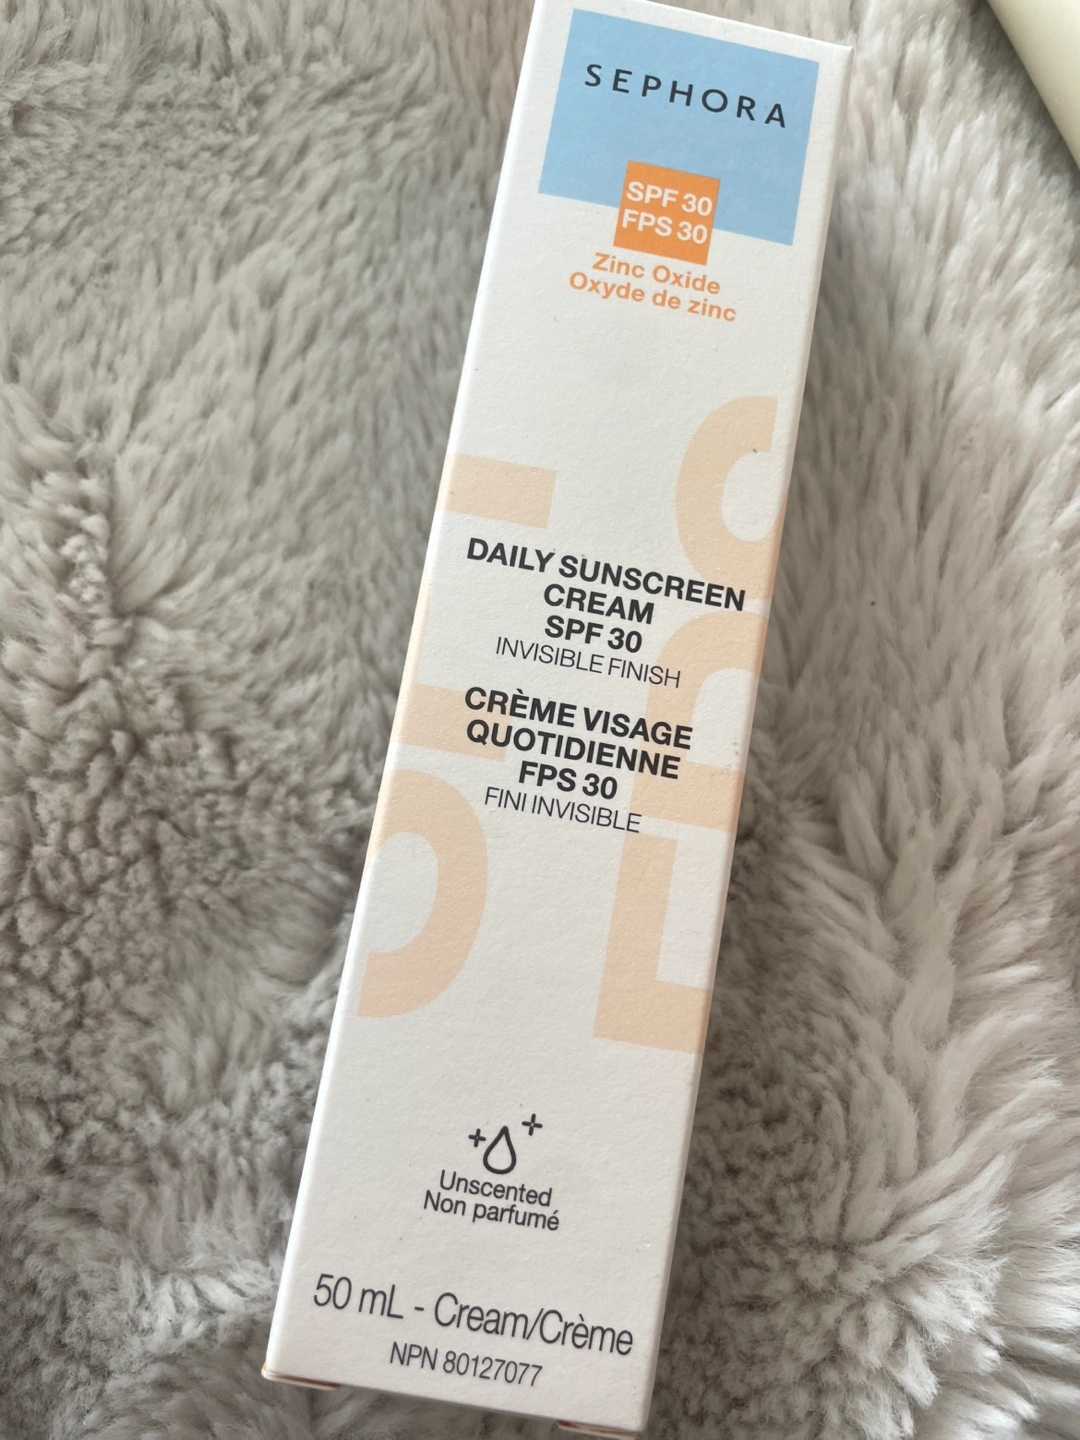 SEPHORA
SPF 30
FPS 30
Zinc Oxide
Oxyde de zinc
DAILY SUNSCREEN
CREAM
SPF 30
INVISIBLE FINISH
CRÈME VISAGE
QUOTIDIENNE
FPS 30
FINI INVISIBLE
Unscented
Non parfumé
50 mL - Cream/Crème
NPN 80127077